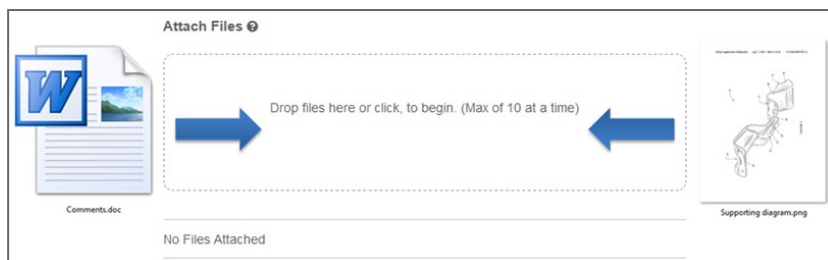 Attach Files ?
W
Drop files here or click, to begin. (Max of 10 at a time)
Comments.doc
Supporting diagram.png
No Files Attached